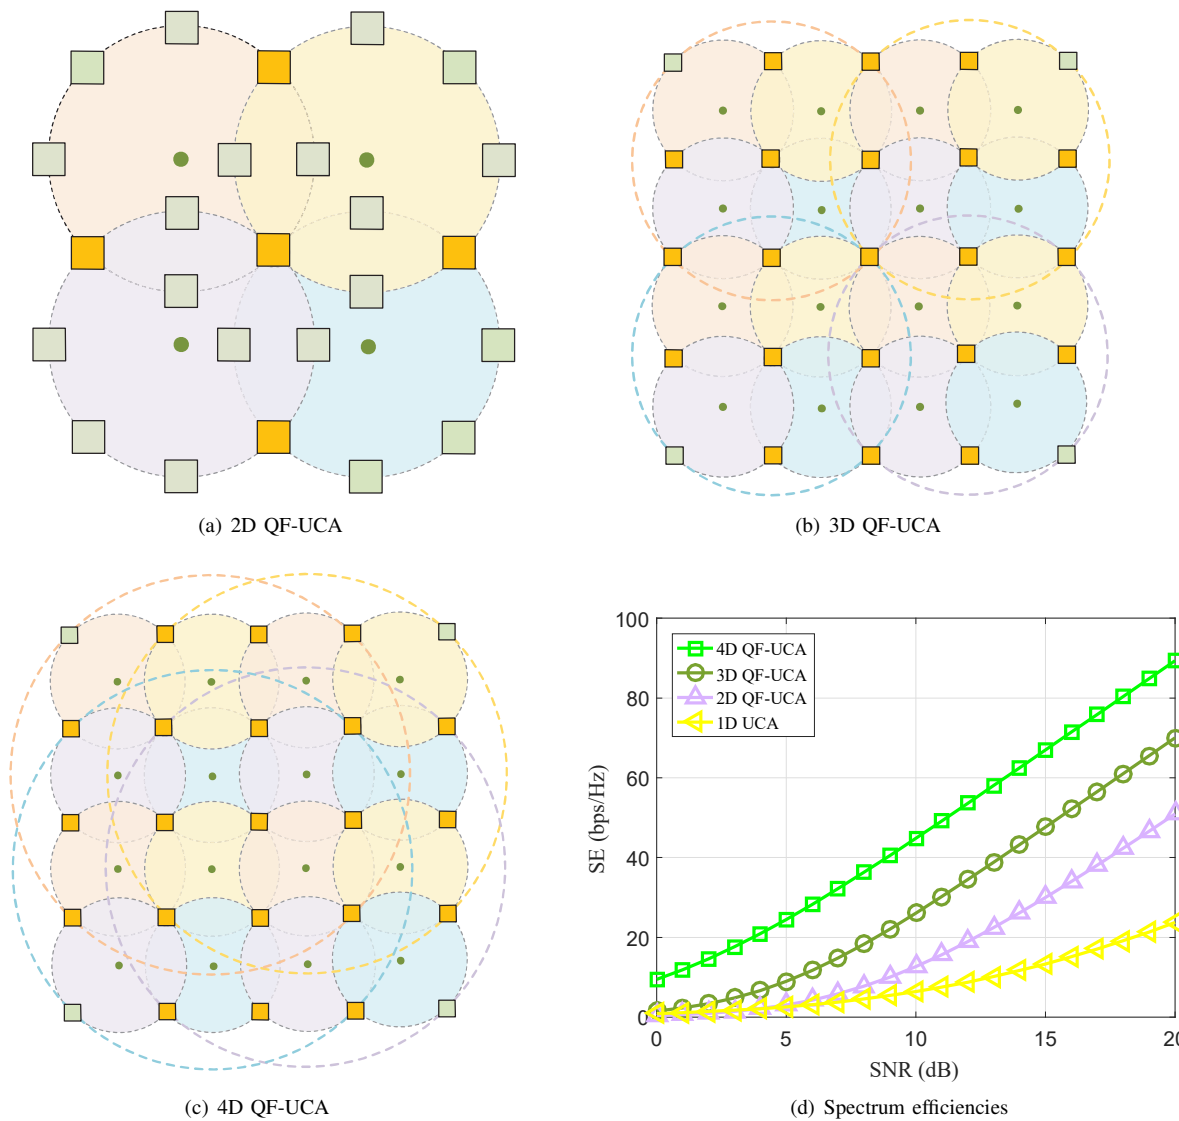 (a) 2D QF-UCA
(b) 3D QF-UCA
(c) 4D QF-UCA
100
80
60
40
20
0
SE (bps/Hz)
4D QF-UCA
3D QF-UCA
2D QF-UCA
1D UCA
0 5 10 15 20
SNR (dB)
(d) Spectrum efficiencies